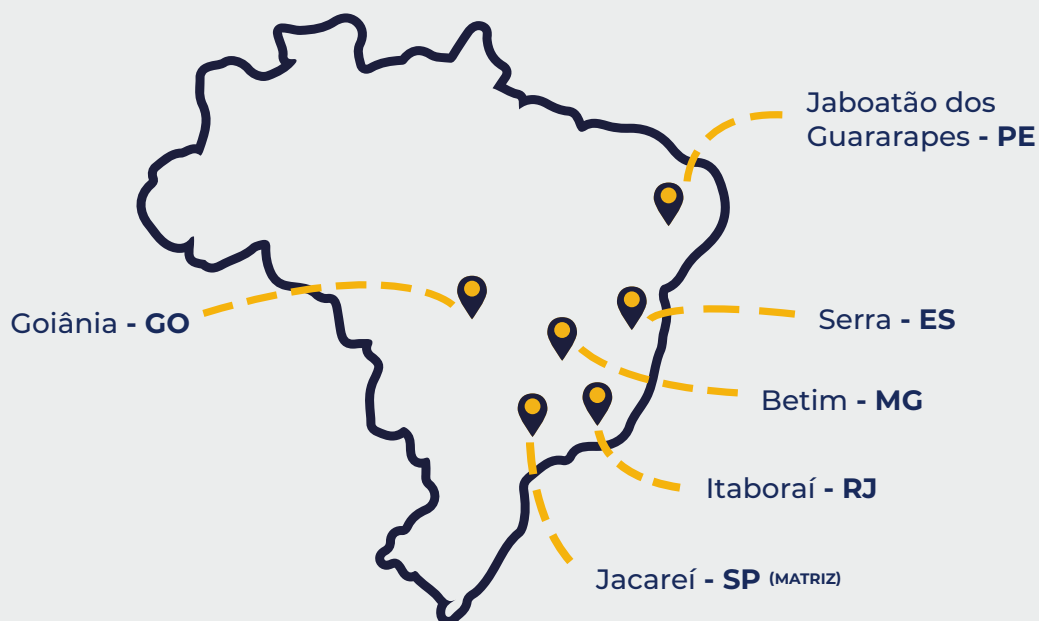 Jaboatão dos
Guararapes - PE
Goiânia - GO
Serra - ES
Betim - MG
Itaboraí - RJ
Jacareí - SP (MATRIZ)